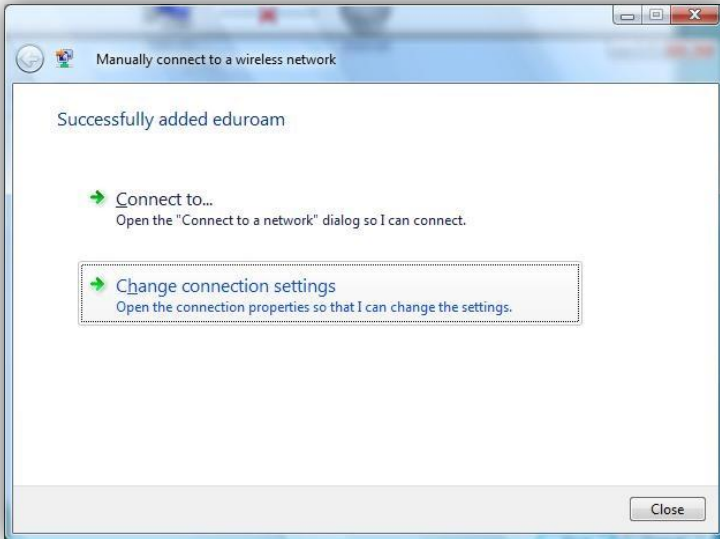 Manually connect to a wireless network
Successfully added eduroam
Connect to...
Open the "Connect to a network" dialog so I can connect.
Change connection settings
Open the connection properties so that I can change the settings.
Close